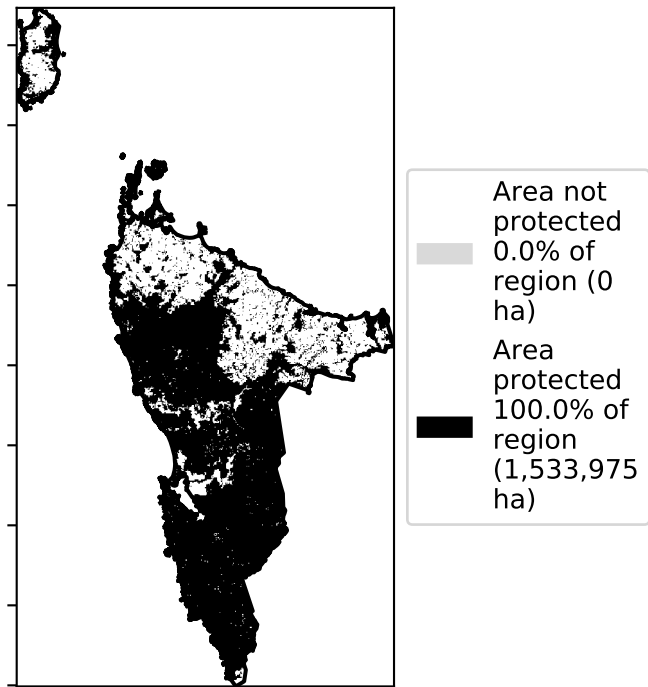 Area not
protected
0.0% of
region (0
ha)
Area
protected
100.0% of
region
(1,533,975
ha)